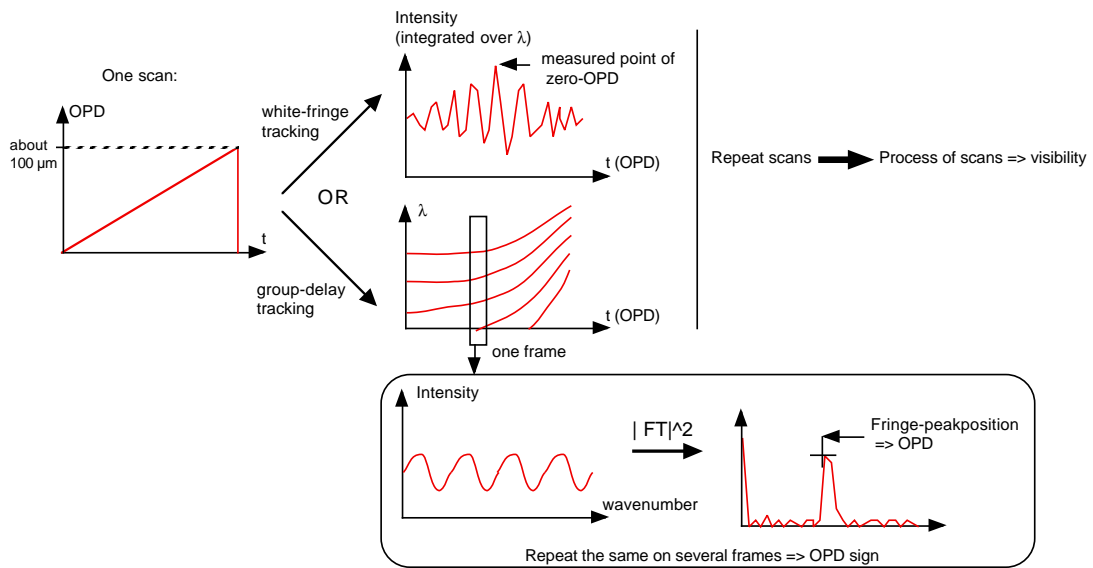 One scan:
OPD
about
100 µm
t
white-fringe
tracking
OR
group-delay
tracking
Intensity
(integrated over λ)
measured point of
zero-OPD
t (OPD)
λ
t (OPD)
one frame
Repeat scans
Process of scans => visibility
Intensity
wavenumber
| FT|^2
Fringe-peakposition
=> OPD
Repeat the same on several frames => OPD sign